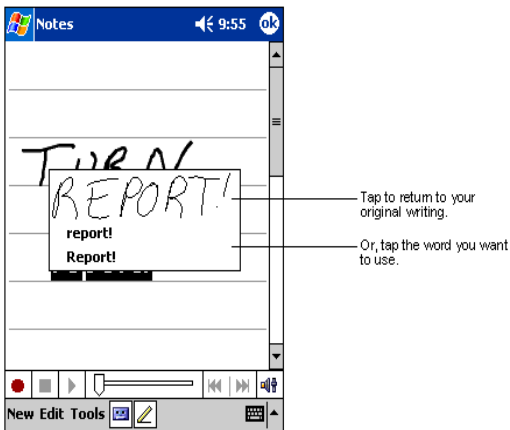 Notes 9:55 ok
TURN
REPORT!
report!
Report!
Tap to return to your
original writing.
Or, tap the word you want
to use.
New Edit Tools